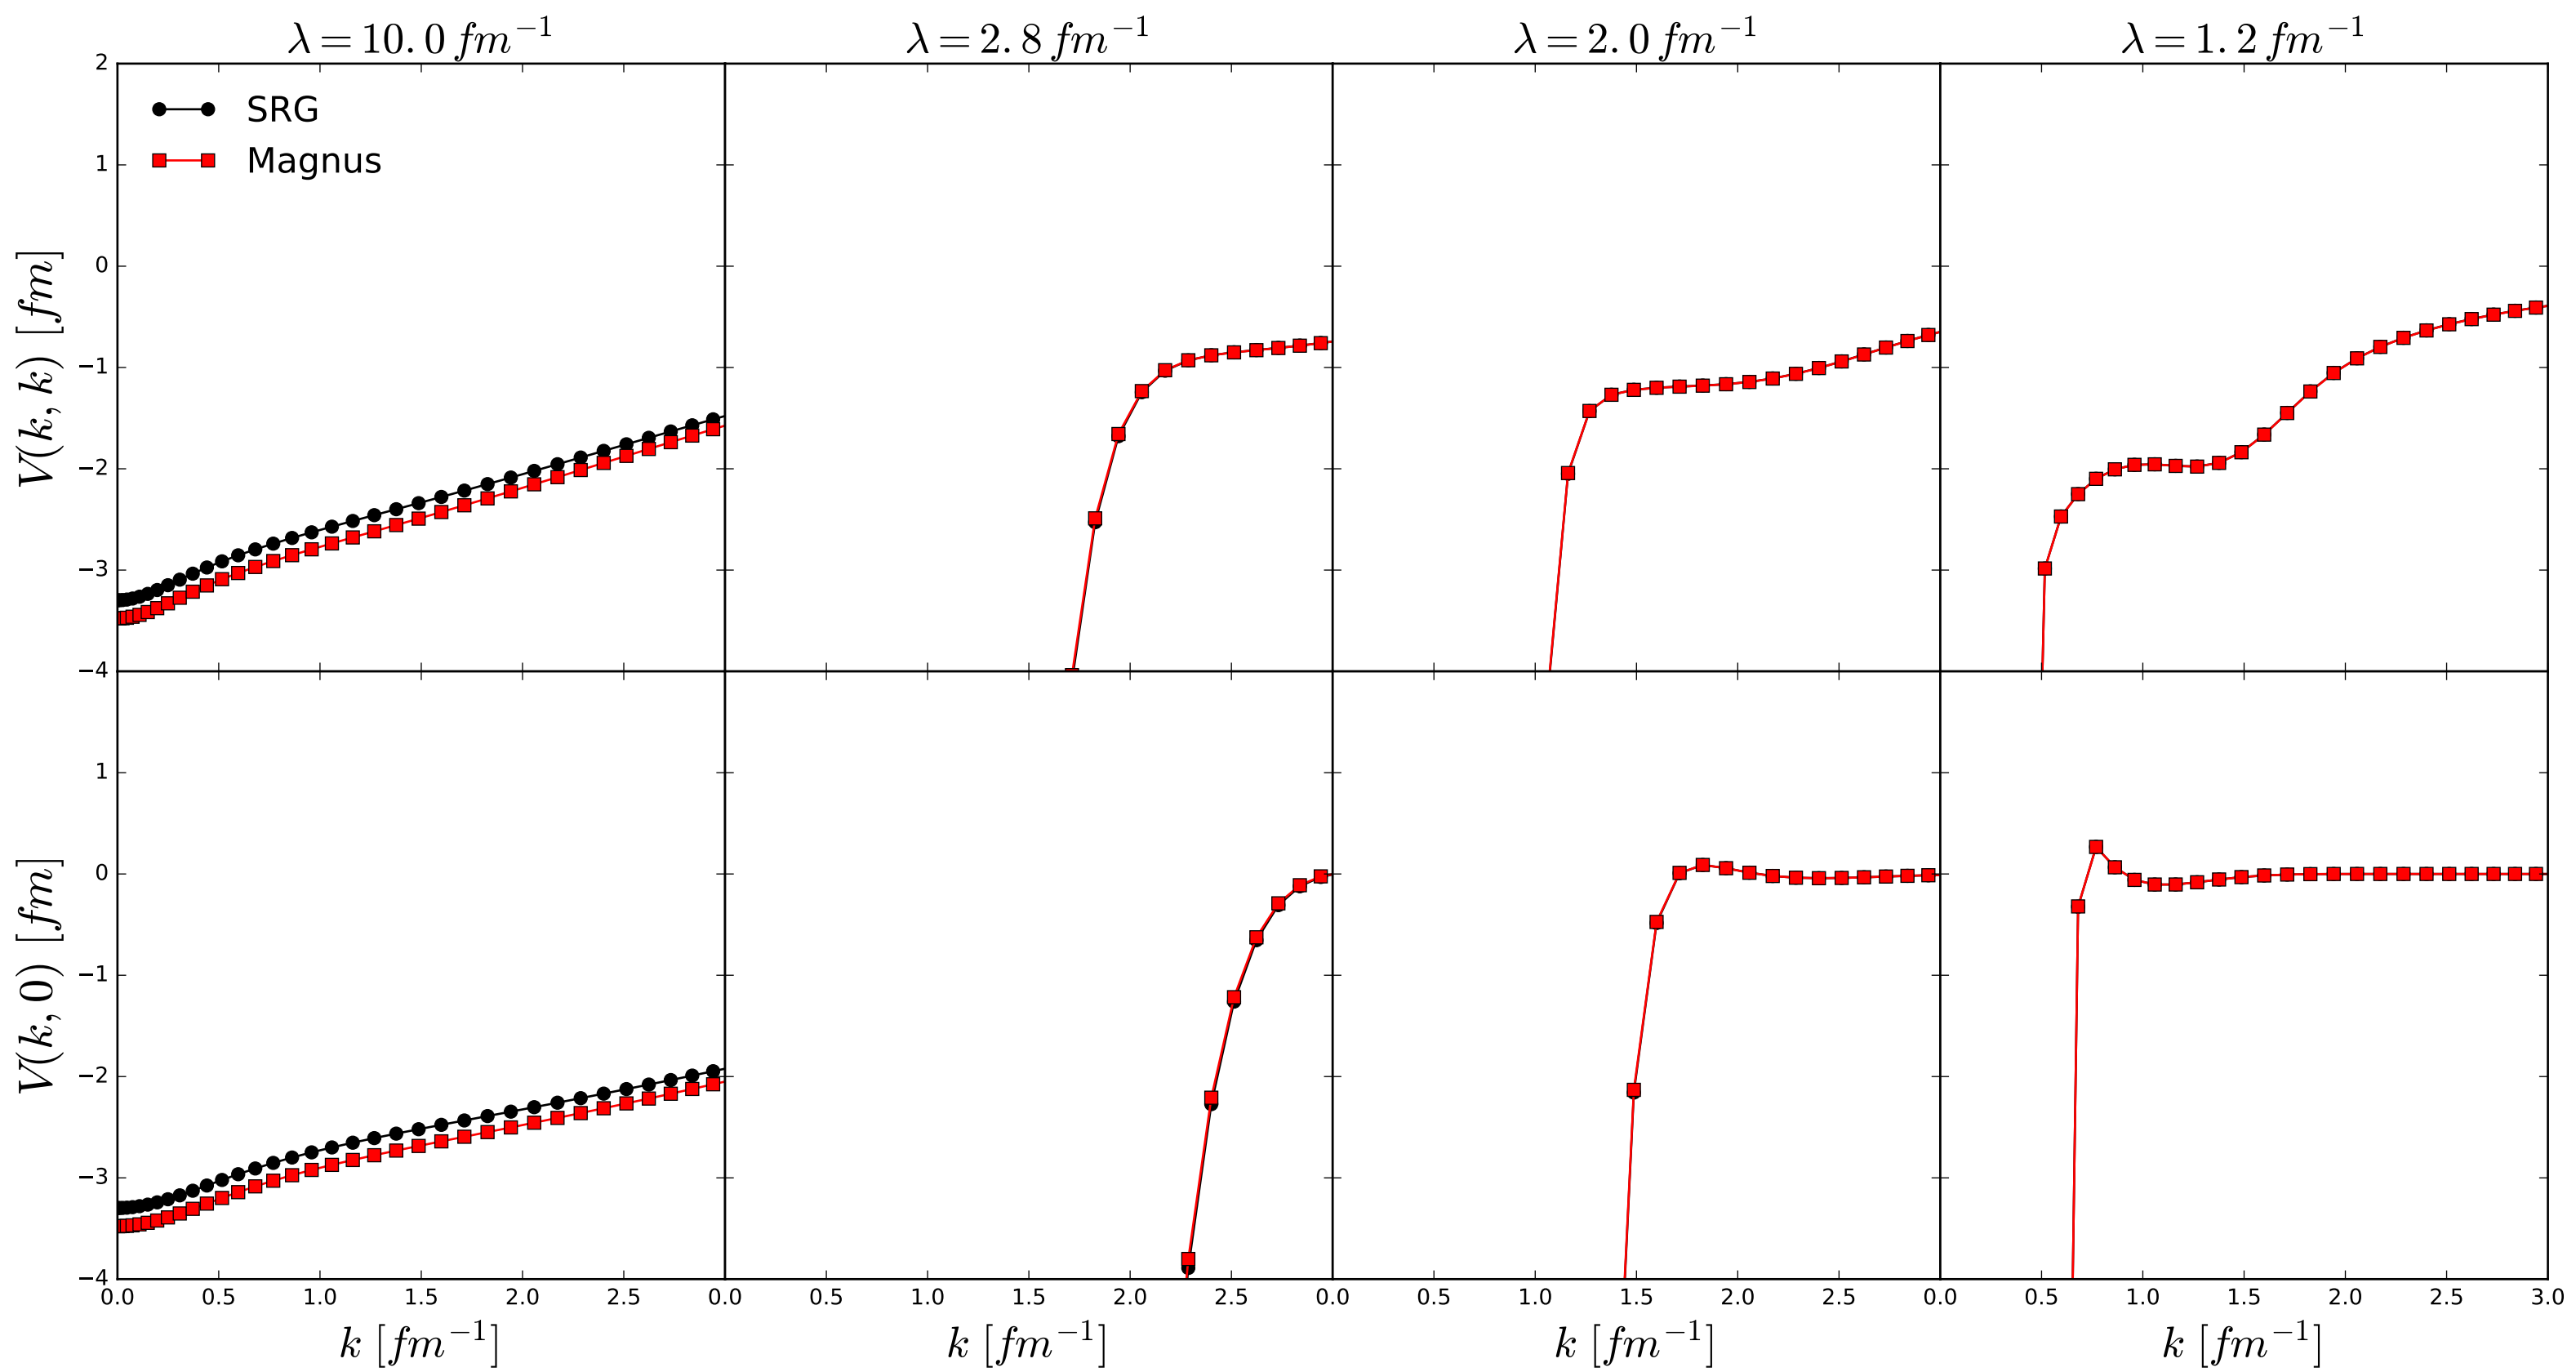 λ = 10.0 fm⁻¹ λ = 2.8 fm⁻¹ λ = 2.0 fm⁻¹ λ = 1.2 fm⁻¹
SRG
Magnus
V(k, k) [fm]
2
1
0
−1
−2
−3
−4
V(k, 0) [fm]
1
0
−1
−2
−3
−4
0.0 0.5 1.0 1.5 2.0 2.5 0.0 0.5 1.0 1.5 2.0 2.5 0.0 0.5 1.0 1.5 2.0 2.5 0.0 0.5 1.0 1.5 2.0 2.5 3.0
k [fm⁻¹] k [fm⁻¹] k [fm⁻¹] k [fm⁻¹]